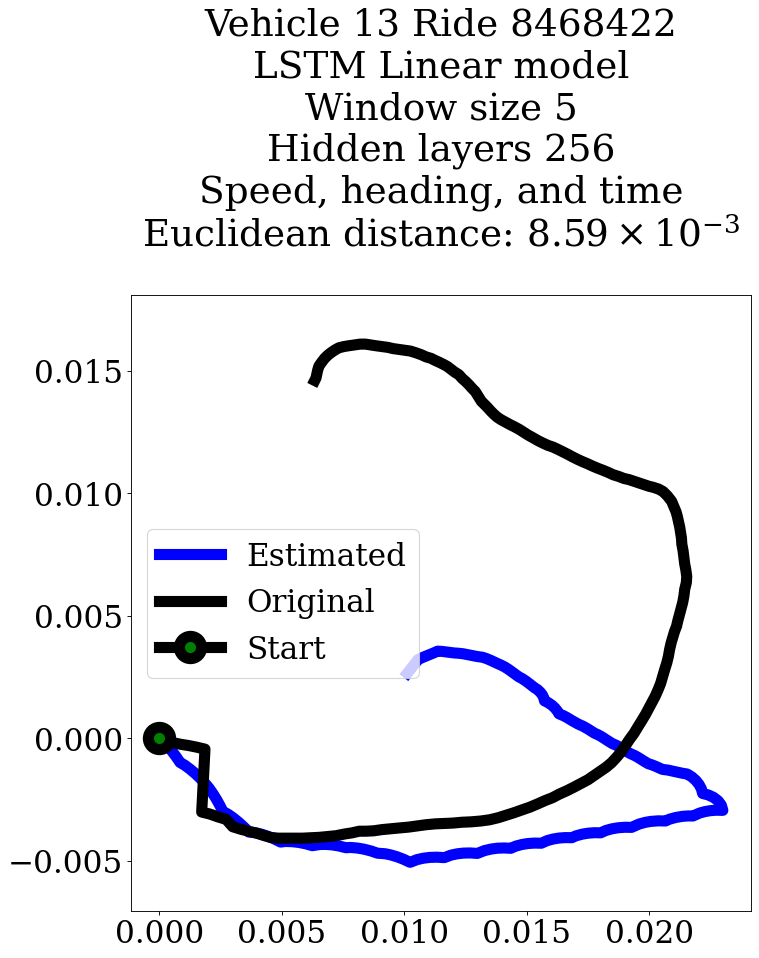 Vehicle 13 Ride 8468422
LSTM Linear model
Window size 5
Hidden layers 256
Speed, heading, and time
Euclidean distance: 8.59 × 10⁻³
0.015
0.010
0.005
0.000
−0.005
Estimated
Original
Start
0.000 0.005 0.010 0.015 0.020